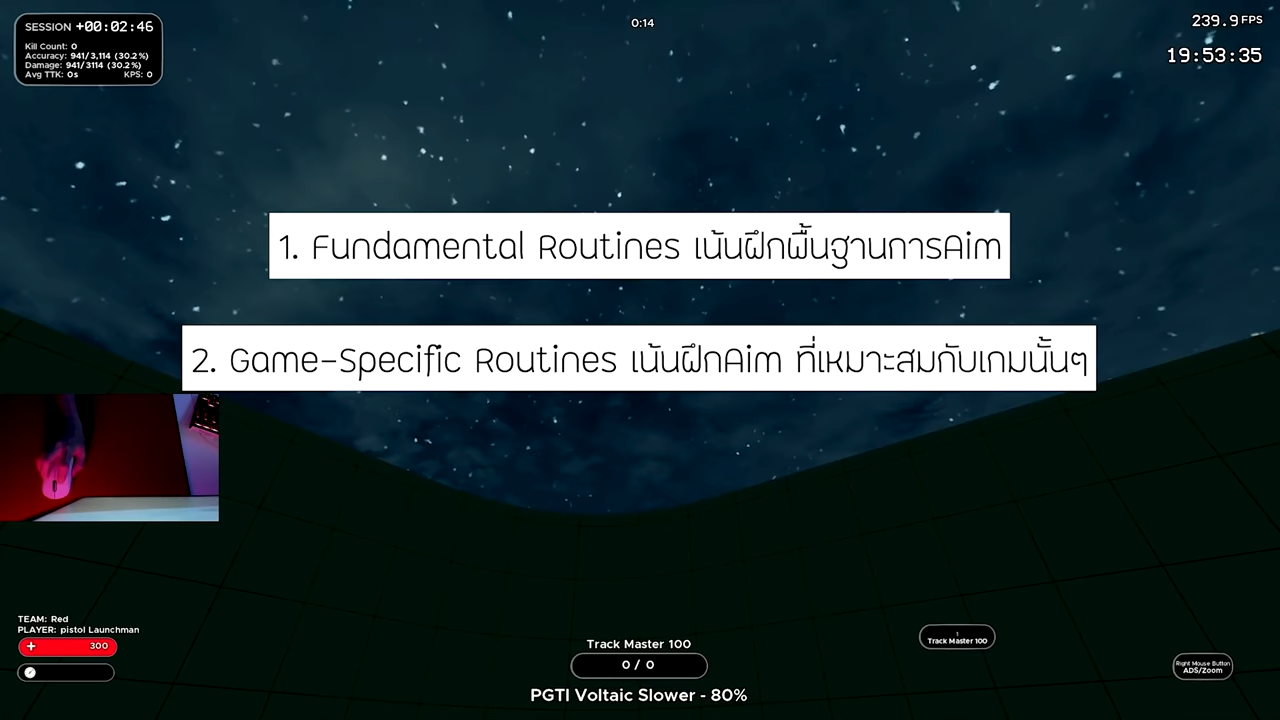 SESSION +00:02:46
Kill Count: 0
Accuracy: 941/3,114 (30.2%)
Damage: 941/3114 (30.2%)
Avg TTK: 0s KPS: 0
0:14
239.9 FPS
19:53:35
1. Fundamental Routines เน้นฝึกพื้นฐานการAim
2. Game-Specific Routines เน้นฝึกAim ที่เหมาะสมกับเกมนั้นๆ
TEAM: Red
PLAYER: pistol Launchman
300
Track Master 100
0 / 0
PGTI Voltaic Slower - 80%
1
Track Master 100
Right Mouse Button
ADS/Zoom